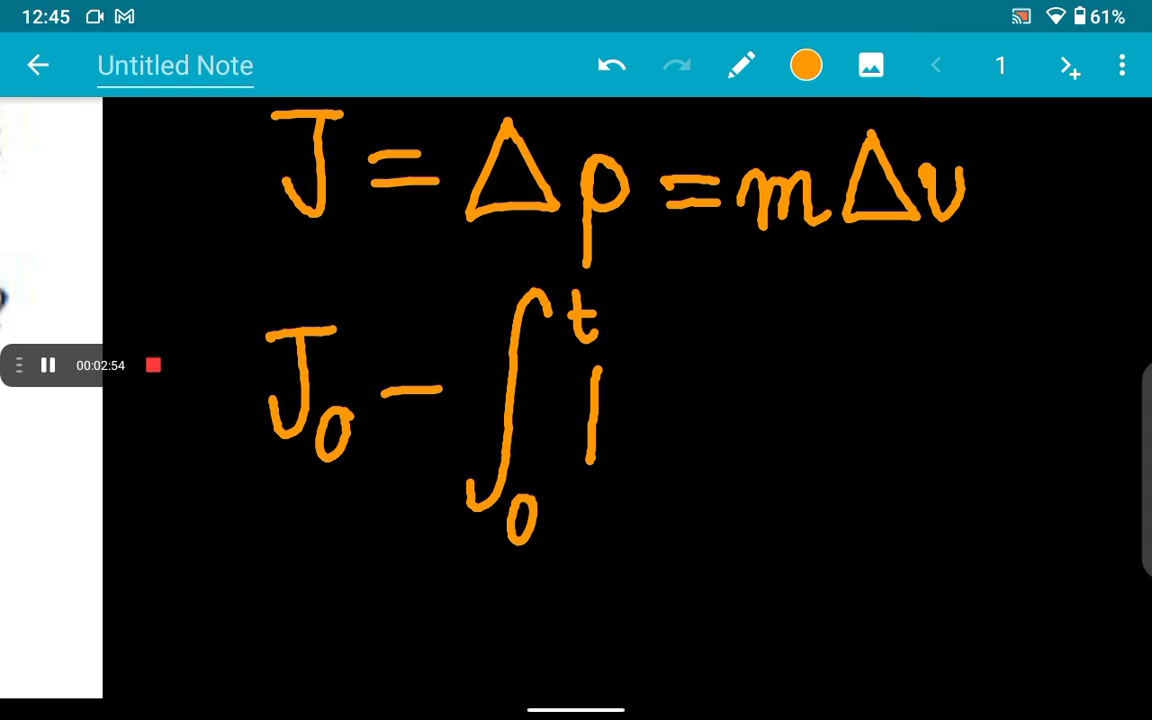 12:45 61%
Untitled Note 1
J = Δp = mΔv
00:02:54
J₀ - ∫₀ᵗ